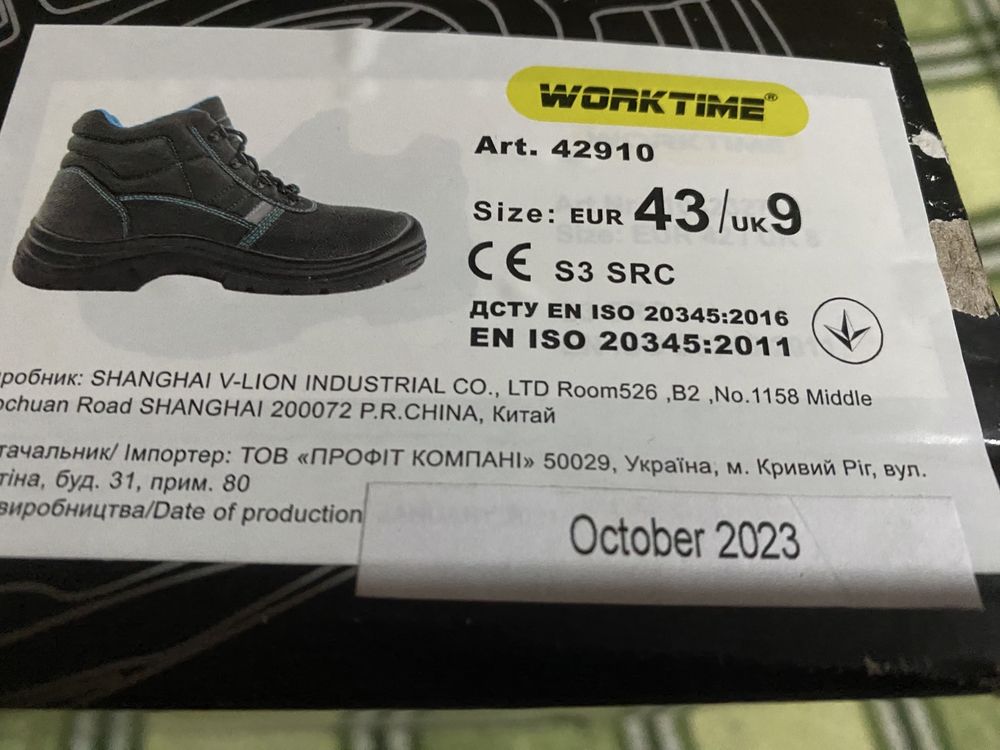 WORKTIME®
Art. 42910
Size: EUR 43/UK9
CE S3 SRC
ДСТУ EN ISO 20345:2016
EN ISO 20345:2011
SHANGHAI V-LION INDUSTRIAL CO., LTD Room526 ,B2 ,No.1158 Middle
Road SHANGHAI 200072 P.R.CHINA, Китай
Імпортер: ТОВ «ПРОФІТ КОМПАНІ» 50029, Україна, м. Кривий Ріг, вул.
буд. 31, прим. 80
виробництва/Date of production
October 2023